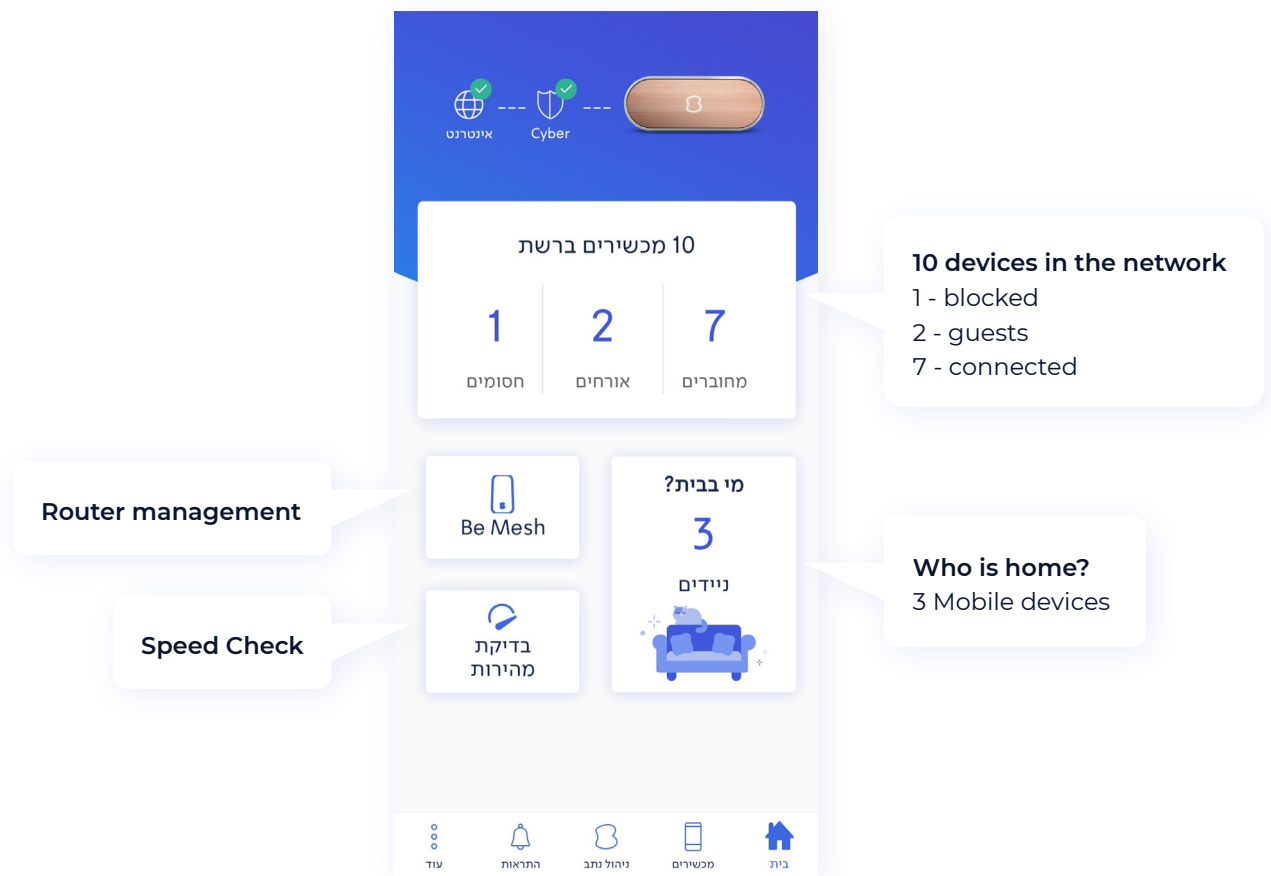 אינטרנט
Cyber
10 מכשירים ברשת
7
2
1
מחוברים
אורחים
חסומים
10 devices in the network
1 - blocked
2 - guests
7 - connected
Router management
Be Mesh
מי בבית?
3
ניידים
Who is home?
3 Mobile devices
Speed Check
בדיקת
מהירות
בית
מכשירים
ניהול נתב
התראות
עוד